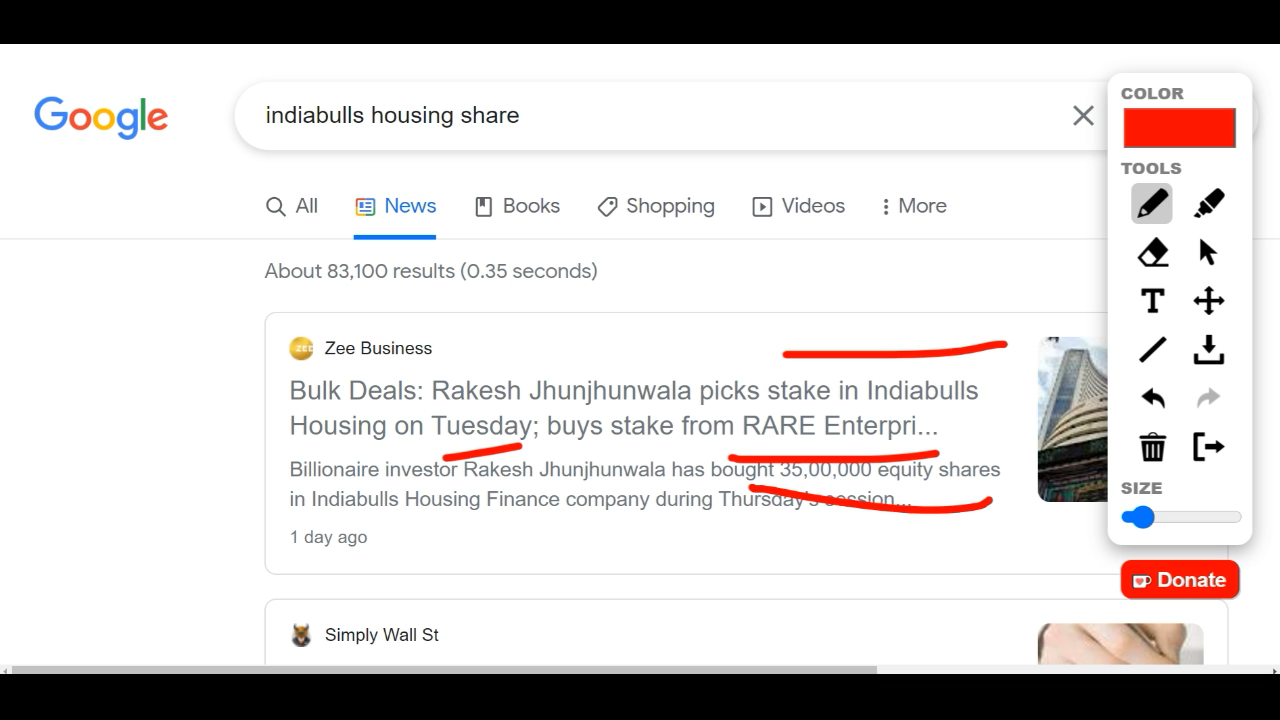 Google
indiabulls housing share
COLOR
TOOLS
All News Books Shopping Videos More
About 83,100 results (0.35 seconds)
Zee Business
Bulk Deals: Rakesh Jhunjhunwala picks stake in Indiabulls
Housing on Tuesday; buys stake from RARE Enterpri...
Billionaire investor Rakesh Jhunjhunwala has bought 35,00,000 equity shares
in Indiabulls Housing Finance company during Thursday's session...
1 day ago
SIZE
Donate
Simply Wall St